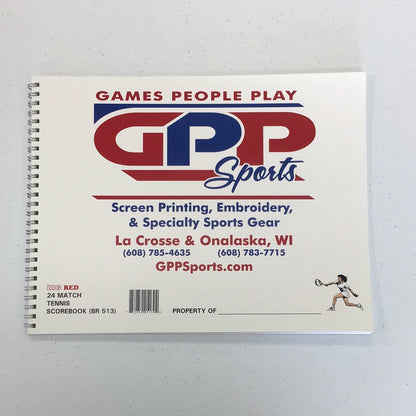 GAMES PEOPLE PLAY
GPP
Sports
Screen Printing, Embroidery,
& Specialty Sports Gear
La Crosse & Onalaska, WI
(608) 785-4635 (608) 783-7715
GPPSports.com
BIG RED
24 MATCH
TENNIS
SCOREBOOK (BR 513)
PROPERTY OF